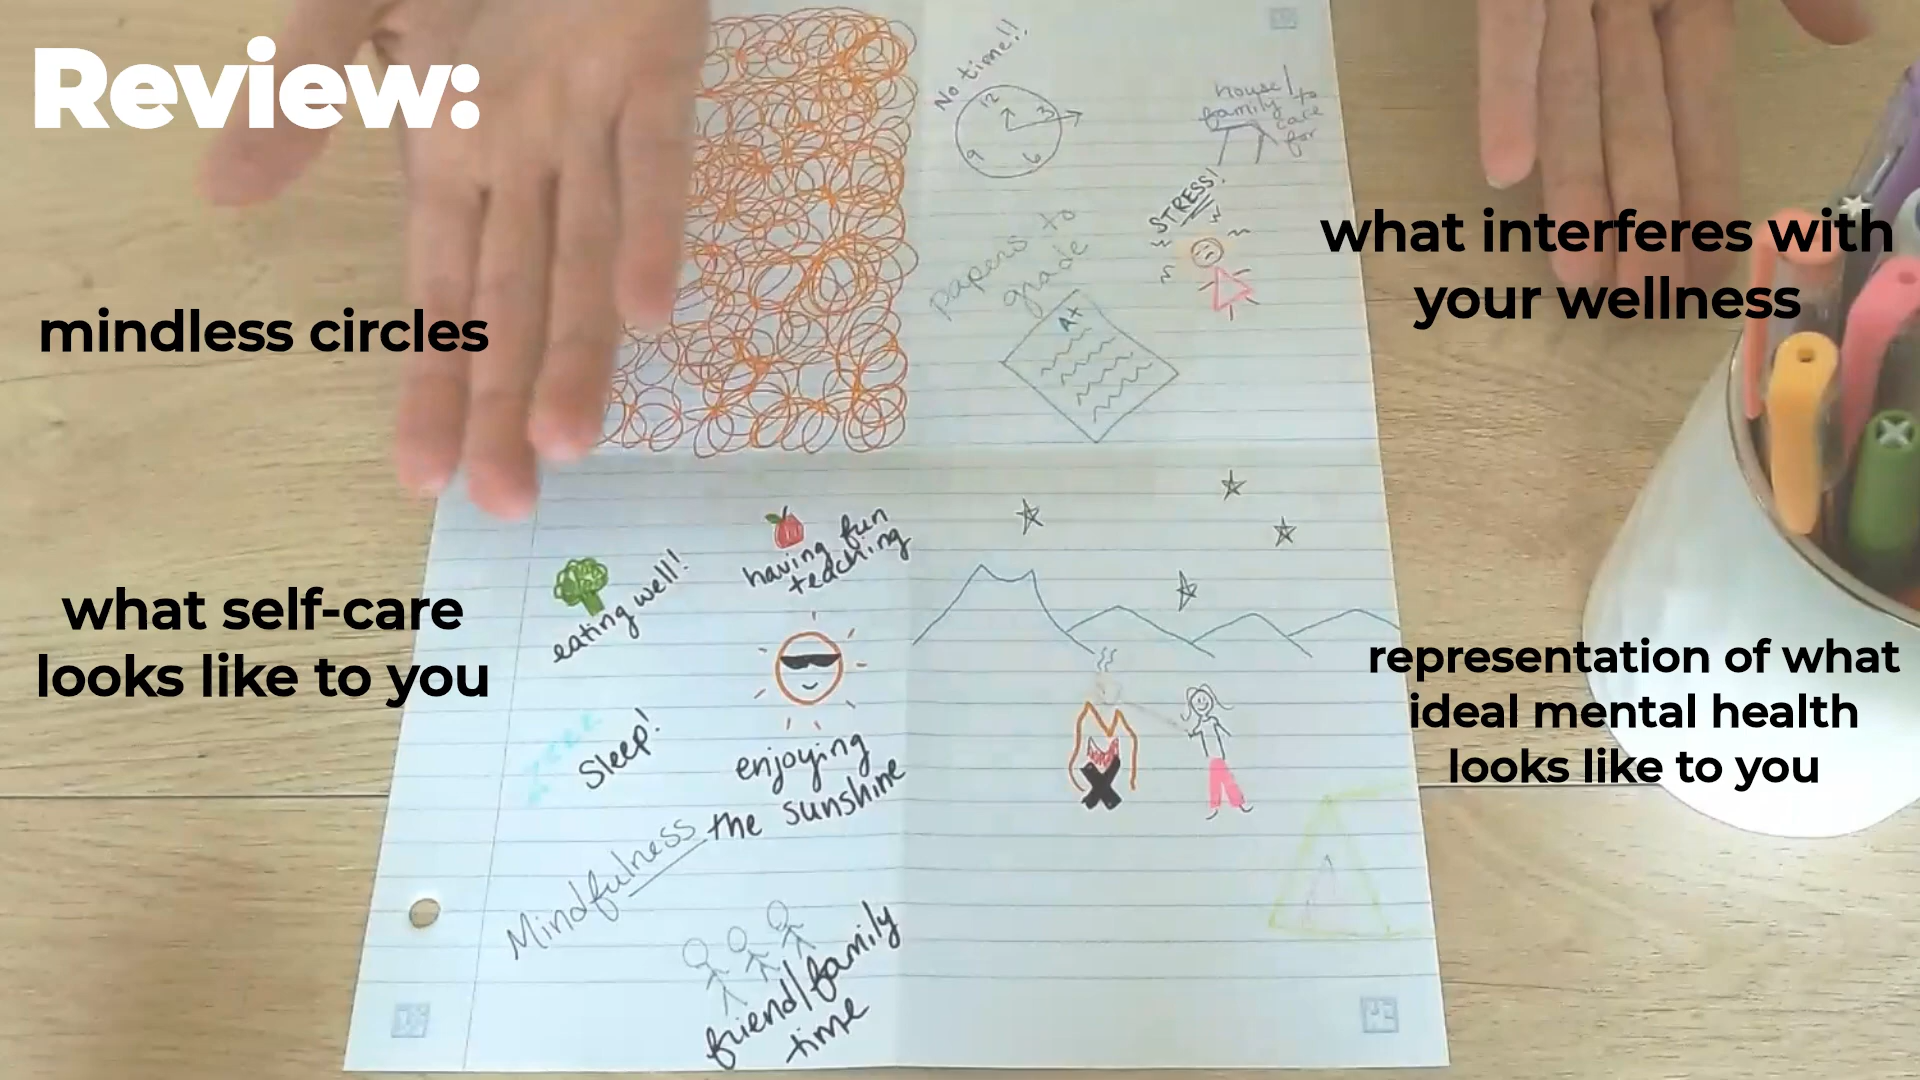 Review:
mindless circles
what self-care
looks like to you
what interferes with
your wellness
representation of what
ideal mental health
looks like to you
No time!!
12
3
6
9
house/
family to
care
for
STRESS!
papers to
grade
A+
eating well!
having fun
teaching
Sleep!
enjoying
the sunshine
Mindfulness
friend/family
time